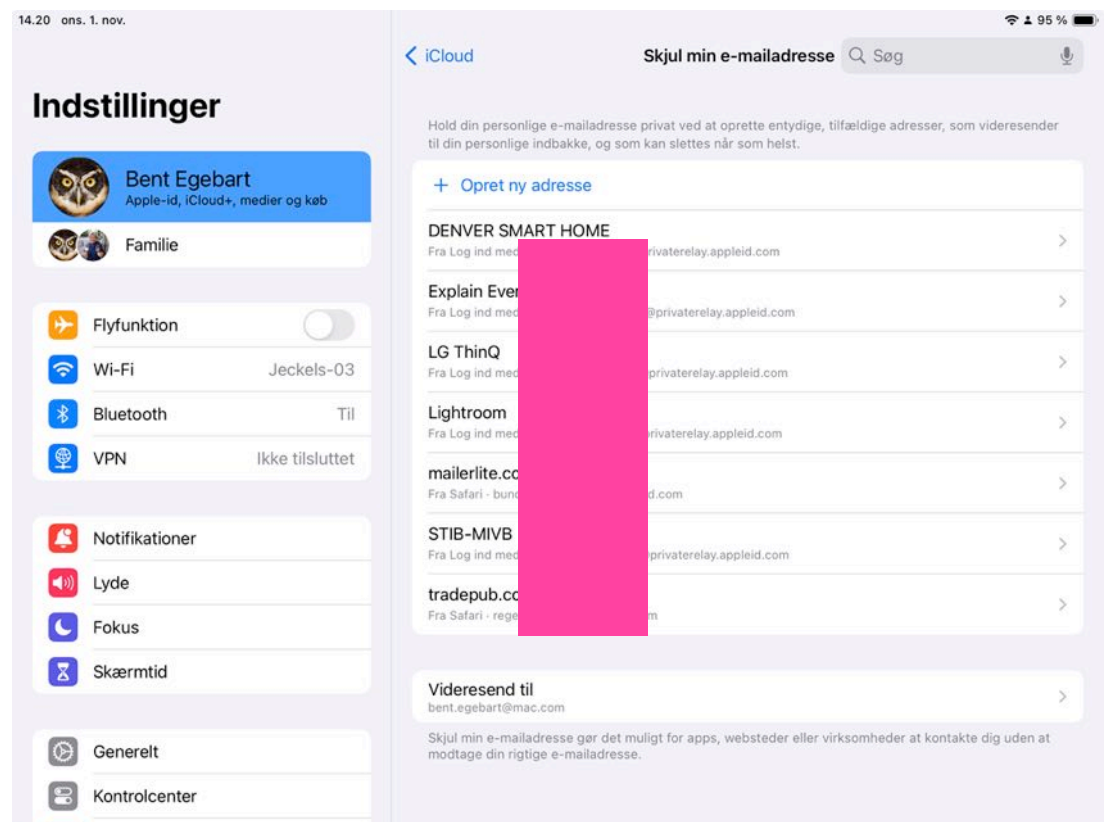 14.20 ons. 1. nov.
95 %
iCloud
Skjul min e-mailadresse
Søg
Indstillinger
Bent Egebart
Apple-id, iCloud+, medier og køb
Familie
Flyfunktion
Wi-Fi Jeckels-03
Bluetooth Til
VPN Ikke tilsluttet
Notifikationer
Lyde
Fokus
Skærmtid
Generelt
Kontrolcenter
Hold din personlige e-mailadresse privat ved at oprette entydige, tilfældige adresser, som videresender
til din personlige indbakke, og som kan slettes når som helst.
+ Opret ny adresse
DENVER SMART HOME
Fra Log ind med rivaterelay.appleid.com
Explain Ever
Fra Log ind med @privaterelay.appleid.com
LG ThinQ
Fra Log ind med privaterelay.appleid.com
Lightroom
Fra Log ind med rivaterelay.appleid.com
mailerlite.co
Fra Safari - bund d.com
STIB-MIVB
Fra Log ind med privaterelay.appleid.com
tradepub.co
Fra Safari - rege m
Videresend til
bent.egebart@mac.com
Skjul min e-mailadresse gør det muligt for apps, websteder eller virksomheder at kontakte dig uden at
modtage din rigtige e-mailadresse.